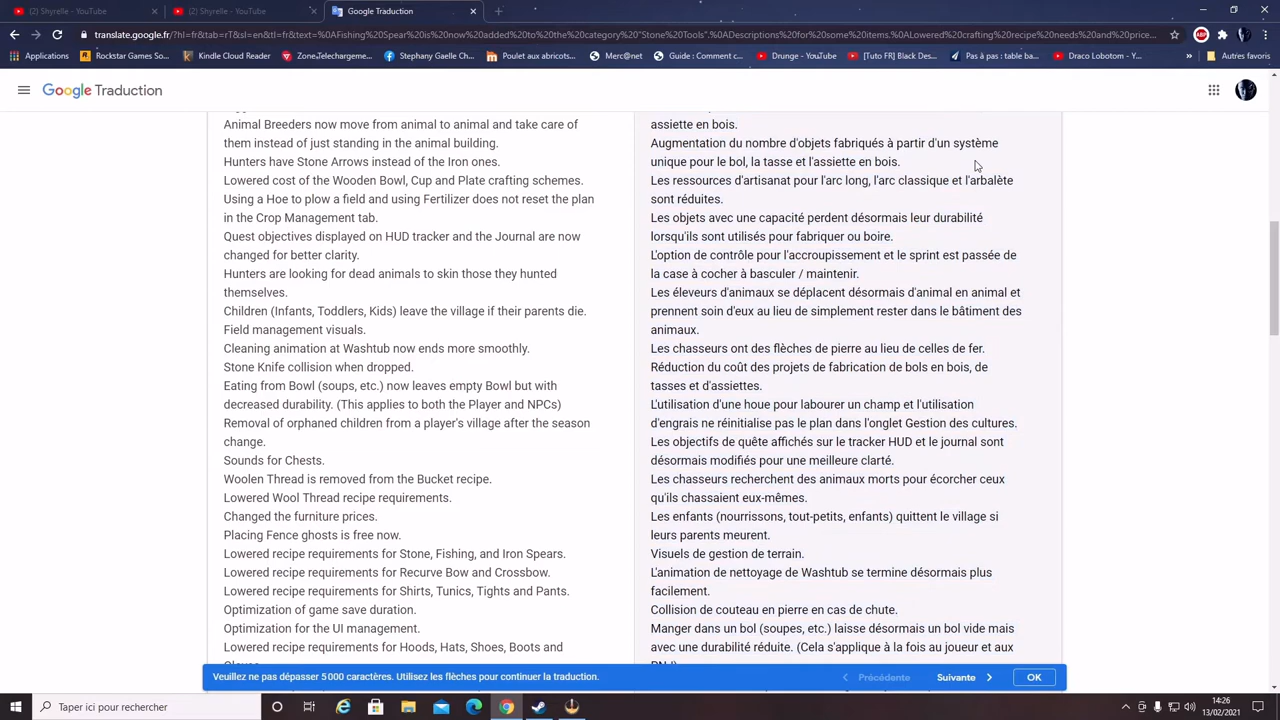 (2) Shyrelle - YouTube
(2) Shyrelle - YouTube
Google Traduction
translate.google.fr/?hl=fr&tab=rT&sl=en&tl=fr&text=%0AFishing%20Spear%20is%20now%20added%20to%20the%20category%20"Stone%20Tools".%0ADescriptions%20for%20some%20items.%0ALowered%20crafting%20recipe%20needs%20and%20price...
Applications
Rockstar Games So...
Kindle Cloud Reader
ZoneTelechargeme...
Stephany Gaelle Ch...
Poulet aux abricots...
Merc@net
Guide : Comment c...
Drunge - YouTube
[Tuto FR] Black Des...
Pas à pas : table ba...
Draco Lobotom - Y...
»
Autres favoris
Google Traduction
Animal Breeders now move from animal to animal and take care of
them instead of just standing in the animal building.
Hunters have Stone Arrows instead of the Iron ones.
Lowered cost of the Wooden Bowl, Cup and Plate crafting schemes.
Using a Hoe to plow a field and using Fertilizer does not reset the plan
in the Crop Management tab.
Quest objectives displayed on HUD tracker and the Journal are now
changed for better clarity.
Hunters are looking for dead animals to skin those they hunted
themselves.
Children (Infants, Toddlers, Kids) leave the village if their parents die.
Field management visuals.
Cleaning animation at Washtub now ends more smoothly.
Stone Knife collision when dropped.
Eating from Bowl (soups, etc.) now leaves empty Bowl but with
decreased durability. (This applies to both the Player and NPCs)
Removal of orphaned children from a player's village after the season
change.
Sounds for Chests.
Woolen Thread is removed from the Bucket recipe.
Lowered Wool Thread recipe requirements.
Changed the furniture prices.
Placing Fence ghosts is free now.
Lowered recipe requirements for Stone, Fishing, and Iron Spears.
Lowered recipe requirements for Recurve Bow and Crossbow.
Lowered recipe requirements for Shirts, Tunics, Tights and Pants.
Optimization of game save duration.
Optimization for the UI management.
Lowered recipe requirements for Hoods, Hats, Shoes, Boots and
assiette en bois.
Augmentation du nombre d'objets fabriqués à partir d'un système
unique pour le bol, la tasse et l'assiette en bois.
Les ressources d'artisanat pour l'arc long, l'arc classique et l'arbalète
sont réduites.
Les objets avec une capacité perdent désormais leur durabilité
lorsqu'ils sont utilisés pour fabriquer ou boire.
L'option de contrôle pour l'accroupissement et le sprint est passée de
la case à cocher à basculer / maintenir.
Les éleveurs d'animaux se déplacent désormais d'animal en animal et
prennent soin d'eux au lieu de simplement rester dans le bâtiment des
animaux.
Les chasseurs ont des flèches de pierre au lieu de celles de fer.
Réduction du coût des projets de fabrication de bols en bois, de
tasses et d'assiettes.
L'utilisation d'une houe pour labourer un champ et l'utilisation
d'engrais ne réinitialise pas le plan dans l'onglet Gestion des cultures.
Les objectifs de quête affichés sur le tracker HUD et le journal sont
désormais modifiés pour une meilleure clarté.
Les chasseurs recherchent des animaux morts pour écorcher ceux
qu'ils chassaient eux-mêmes.
Les enfants (nourrissons, tout-petits, enfants) quittent le village si
leurs parents meurent.
Visuels de gestion de terrain.
L'animation de nettoyage de Washtub se termine désormais plus
facilement.
Collision de couteau en pierre en cas de chute.
Manger dans un bol (soupes, etc.) laisse désormais un bol vide mais
avec une durabilité réduite. (Cela s'applique à la fois au joueur et aux
Veuillez ne pas dépasser 5 000 caractères. Utilisez les flèches pour continuer la traduction.
Précédente
Suivante
OK
Taper ici pour rechercher
14:26
13/02/2021